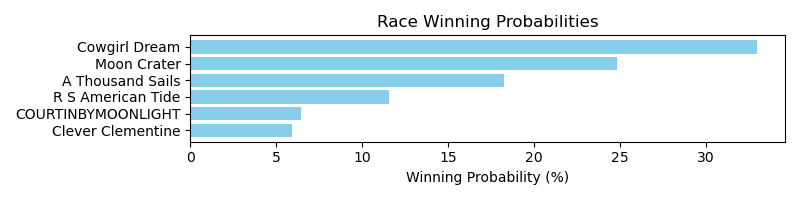 Race Winning Probabilities
Cowgirl Dream
Moon Crater
A Thousand Sails
R S American Tide
COURTINBYMOONLIGHT
Clever Clementine
0 5 10 15 20 25 30
Winning Probability (%)